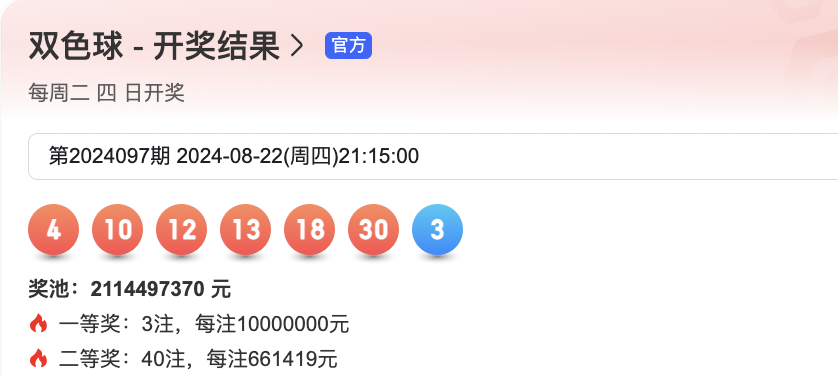 双色球 - 开奖结果 官方
每周二 四 日开奖
第2024097期 2024-08-22(周四)21:15:00
4 10 12 13 18 30 3
奖池：2114497370 元
一等奖：3注，每注10000000元
二等奖：40注，每注661419元